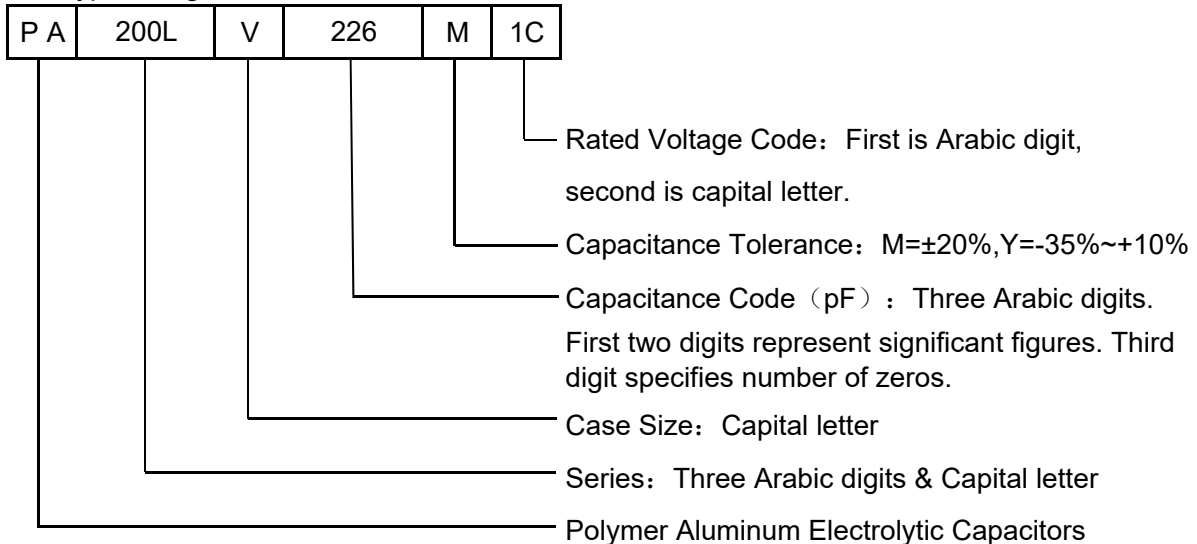 P A 200L V 226 M 1C
Rated Voltage Code：First is Arabic digit,
second is capital letter.
Capacitance Tolerance：M=±20%,Y=-35%~+10%
Capacitance Code（pF）：Three Arabic digits.
First two digits represent significant figures. Third
digit specifies number of zeros.
Case Size：Capital letter
Series：Three Arabic digits & Capital letter
Polymer Aluminum Electrolytic Capacitors